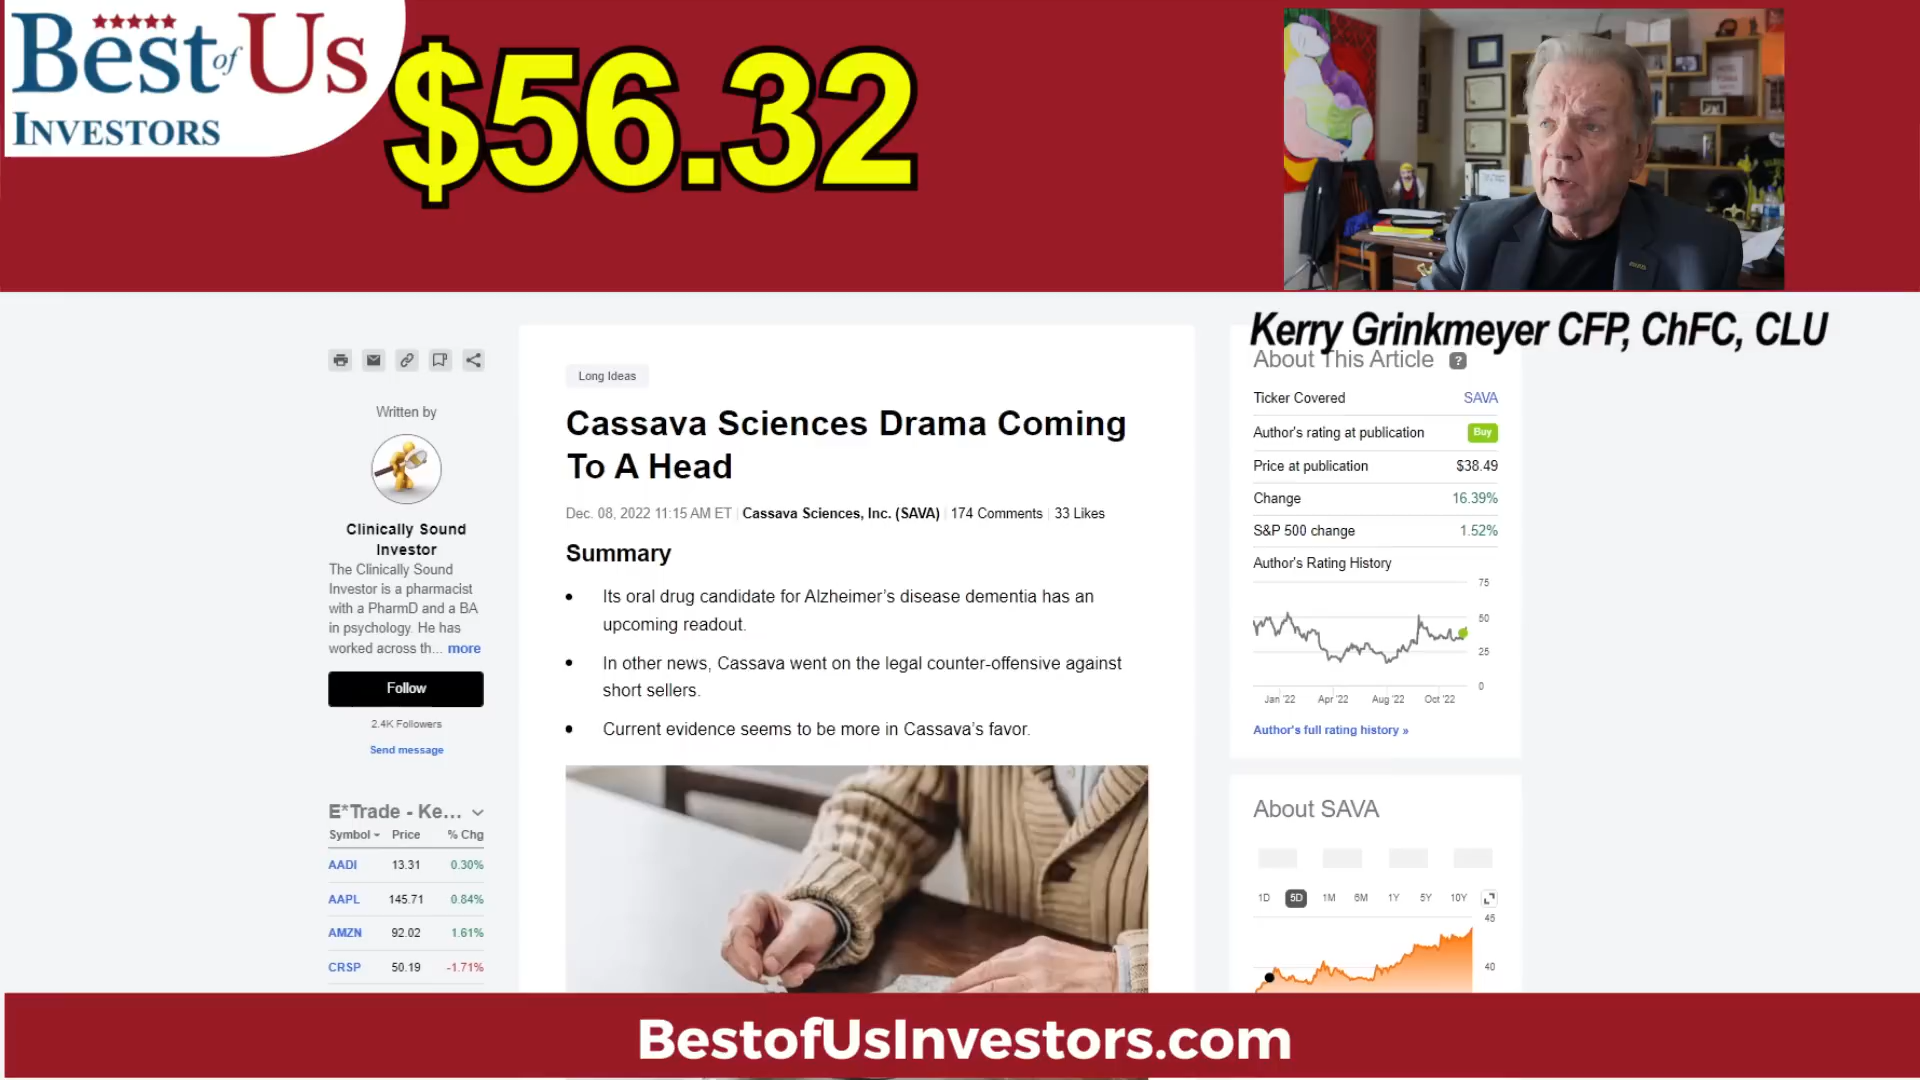 Best of Us
INVESTORS
$56.32
Kerry Grinkmeyer CFP, ChFC, CLU
Written by
Clinically Sound
Investor
The Clinically Sound
Investor is a pharmacist
with a PharmD and a BA
in psychology. He has
worked across th... more
Follow
2.4K Followers
Send message
E*Trade - Ke...
Symbol Price % Chg
AADI 13.31 0.30%
AAPL 145.71 0.84%
AMZN 92.02 1.61%
CRSP 50.19 -1.71%
Long Ideas
Cassava Sciences Drama Coming
To A Head
Dec. 08, 2022 11:15 AM ET | Cassava Sciences, Inc. (SAVA) | 174 Comments | 33 Likes
Summary
• Its oral drug candidate for Alzheimer’s disease dementia has an
upcoming readout.
• In other news, Cassava went on the legal counter-offensive against
short sellers.
• Current evidence seems to be more in Cassava’s favor.
About This Article ?
Ticker Covered SAVA
Author's rating at publication Buy
Price at publication $38.49
Change 16.39%
S&P 500 change 1.52%
Author's Rating History
75
50
25
0
Jan '22 Apr '22 Aug '22 Oct '22
Author's full rating history »
About SAVA
1D 5D 1M 6M 1Y 5Y 10Y
45
40
BestofUsInvestors.com